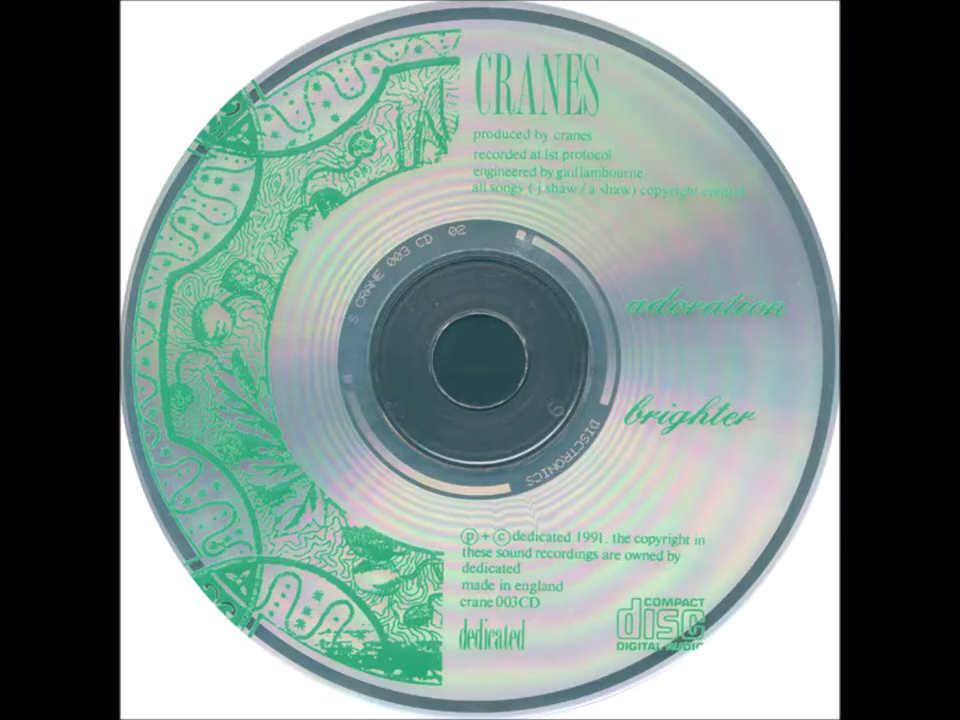 CRANES
produced by cranes
recorded at 1st protocol
engineered by giall lambourne
all songs ( j shaw / a shaw ) copyright control
S CRANE 003 CD 02
adoration
brighter
DISCTRONICS
Ⓟ + Ⓒ dedicated 1991. the copyright in
these sound recordings are owned by
dedicated
made in england
crane 003CD
dedicated
COMPACT
disc
DIGITAL AUDIO